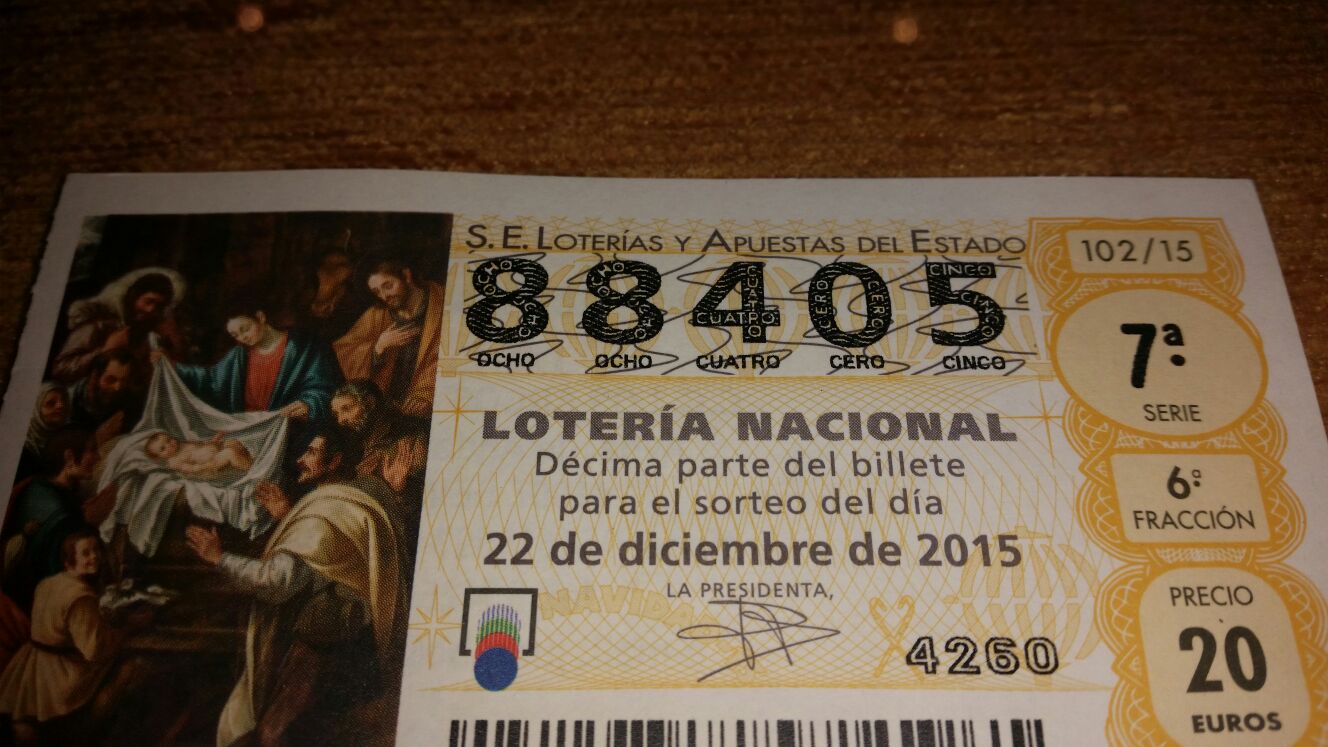 S. E. LOTERÍAS Y APUESTAS DEL ESTADO
88405
OCHO OCHO CUATRO CERO CINCO
102/15
7ª
SERIE
LOTERÍA NACIONAL
Décima parte del billete
para el sorteo del día
22 de diciembre de 2015
6ª
FRACCIÓN
LA PRESIDENTA,
NAVIDAD
4260
PRECIO
20
EUROS